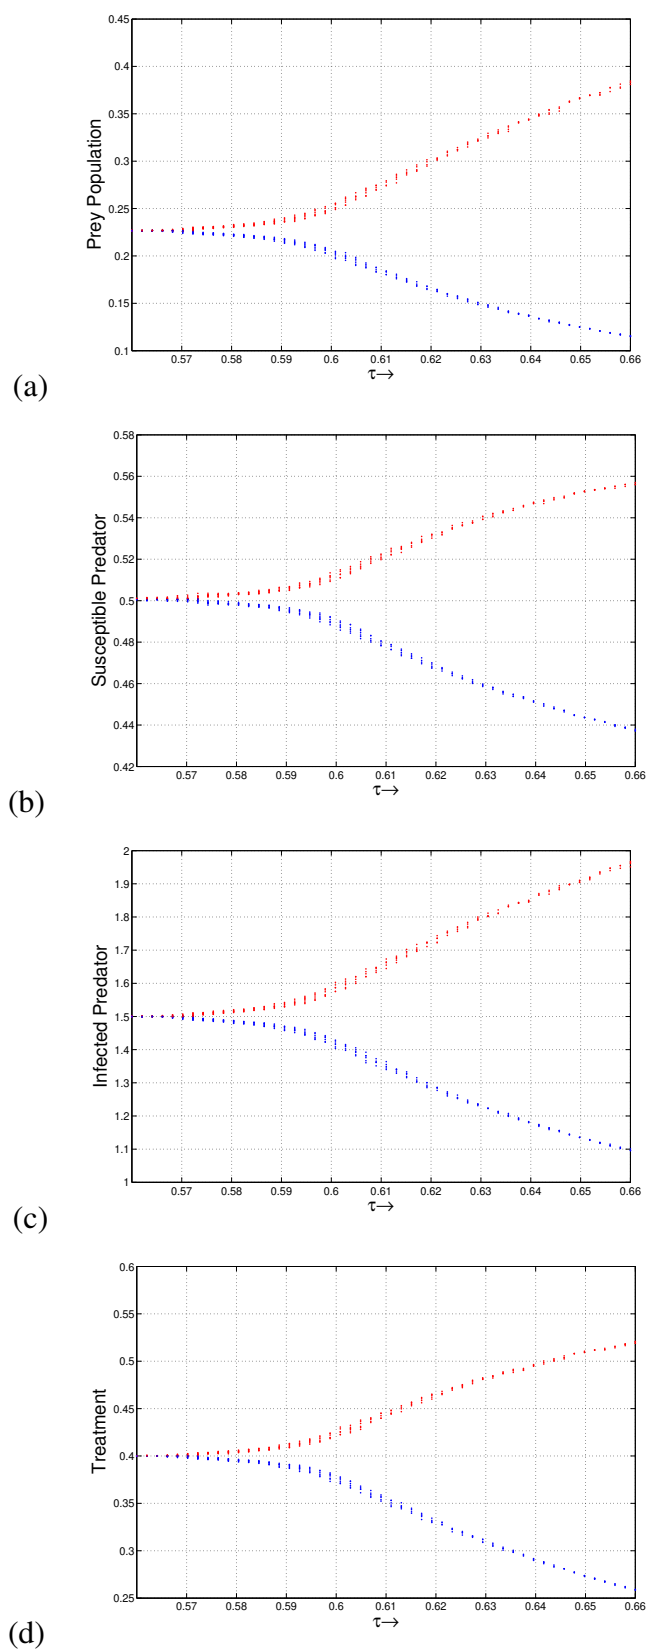 0.45
0.4
0.35
0.3
0.25
0.2
0.15
0.1
Prey Population
0.57 0.58 0.59 0.6 0.61 0.62 0.63 0.64 0.65 0.66
τ→
(a)
0.58
0.56
0.54
0.52
0.5
0.48
0.46
0.44
0.42
Susceptible Predator
0.57 0.58 0.59 0.6 0.61 0.62 0.63 0.64 0.65 0.66
τ→
(b)
2
1.9
1.8
1.7
1.6
1.5
1.4
1.3
1.2
1.1
1
Infected Predator
0.57 0.58 0.59 0.6 0.61 0.62 0.63 0.64 0.65 0.66
τ→
(c)
0.6
0.55
0.5
0.45
0.4
0.35
0.3
0.25
Treatment
0.57 0.58 0.59 0.6 0.61 0.62 0.63 0.64 0.65 0.66
τ→
(d)